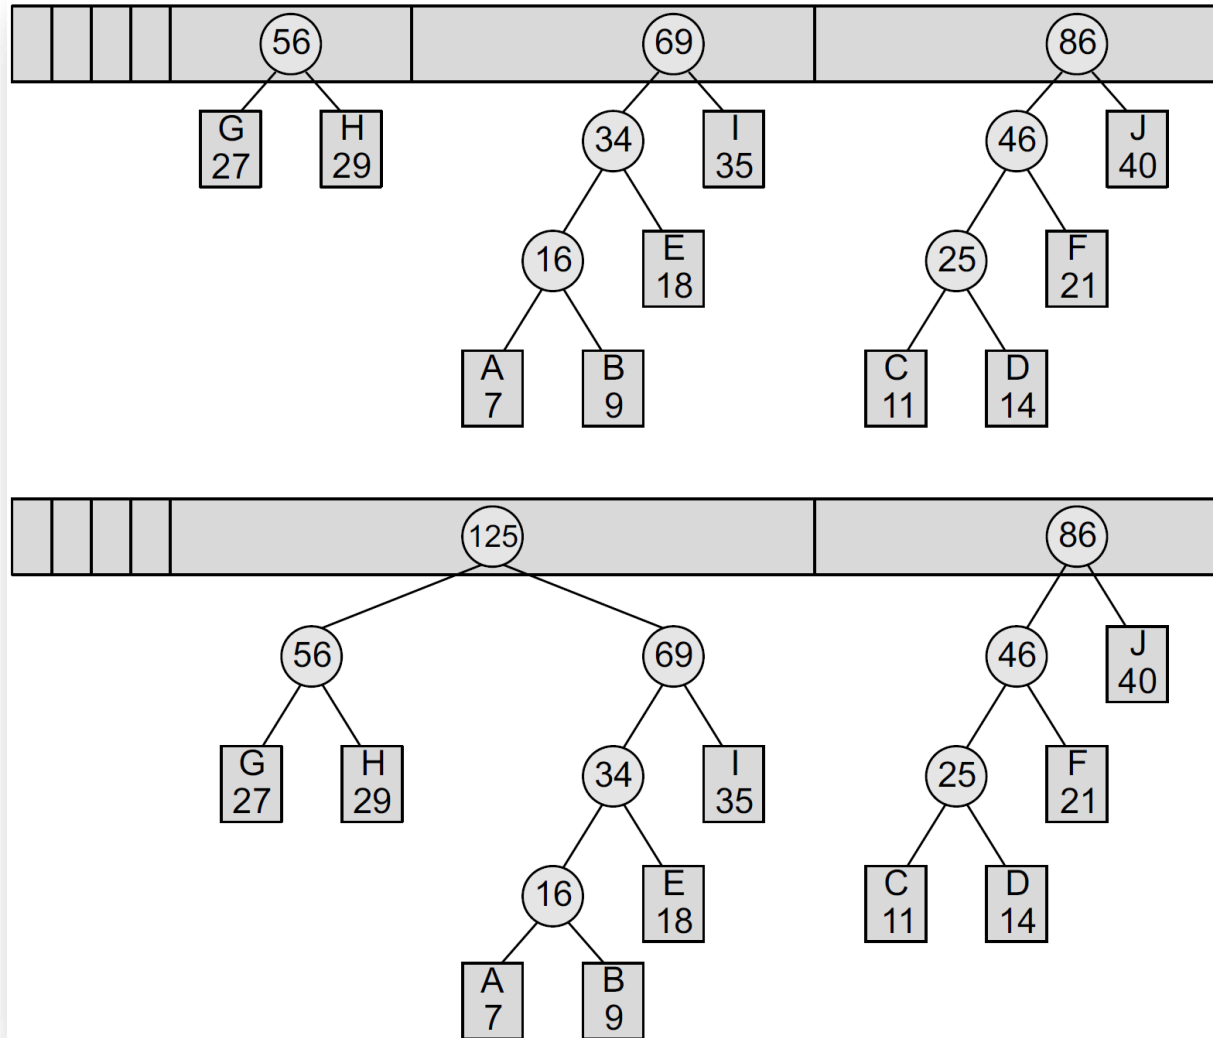 56 69 86
G H 34 I 46 J
27 29 35 40
16 E 25 F
18 21
A B C D
7 9 11 14
125 86
56 69 46 J
40
G H 34 I 25 F
27 29 35 21
16 E C D
18 11 14
A B
7 9